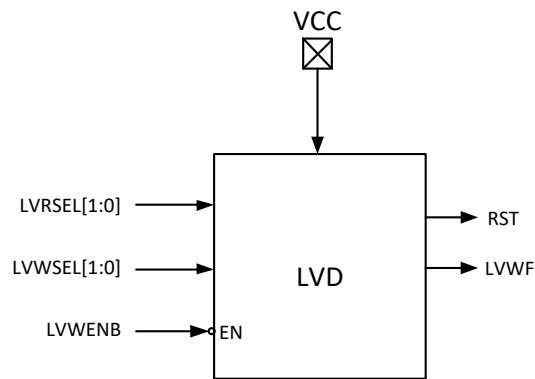 VCC
LVRSEL[1:0]
RST
LVWSEL[1:0]
LVD
LVWF
LVWENB
EN